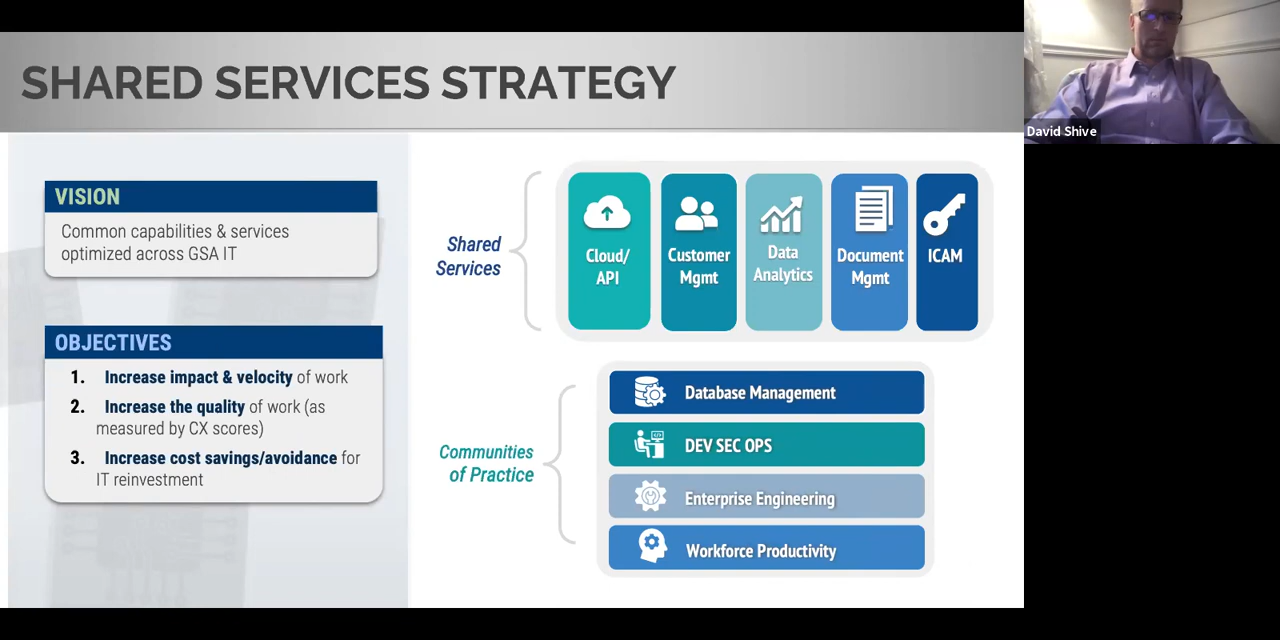 SHARED SERVICES STRATEGY
David Shive
VISION
Common capabilities & services
optimized across GSA IT
OBJECTIVES
1. Increase impact & velocity of work
2. Increase the quality of work (as
measured by CX scores)
3. Increase cost savings/avoidance for
IT reinvestment
Shared
Services
Cloud/
API
Customer
Mgmt
Data
Analytics
Document
Mgmt
ICAM
Communities
of Practice
Database Management
DEV SEC OPS
Enterprise Engineering
Workforce Productivity